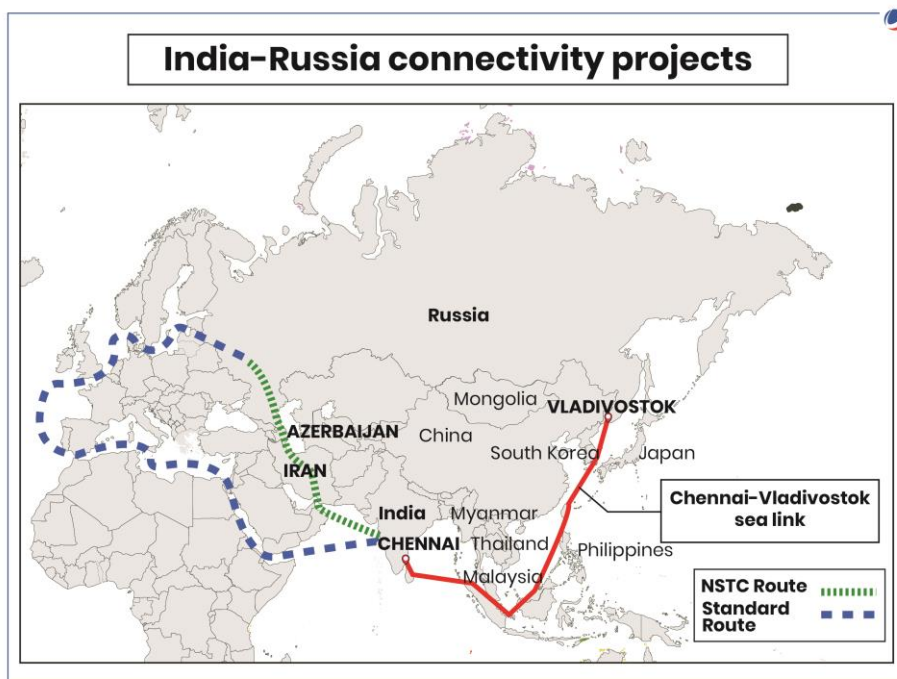 India-Russia connectivity projects
Russia
Mongolia
VLADIVOSTOK
AZERBAIJAN
China
South Korea
Japan
IRAN
Chennai-Vladivostok
sea link
India
Myanmar
CHENNAI
Thailand
Philippines
Malaysia
NSTC Route
Standard
Route